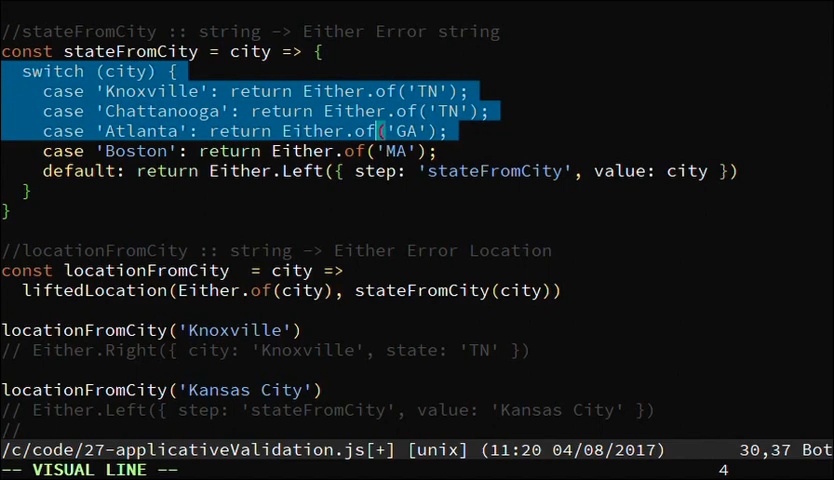 //stateFromCity :: string -> Either Error string
const stateFromCity = city => {
  switch (city) {
    case 'Knoxville': return Either.of('TN');
    case 'Chattanooga': return Either.of('TN');
    case 'Atlanta': return Either.of('GA');
    case 'Boston': return Either.of('MA');
    default: return Either.Left({ step: 'stateFromCity', value: city })
  }
}

//locationFromCity :: string -> Either Error Location
const locationFromCity  = city =>
  liftedLocation(Either.of(city), stateFromCity(city))

locationFromCity('Knoxville')
// Either.Right({ city: 'Knoxville', state: 'TN' })

locationFromCity('Kansas City')
// Either.Left({ step: 'stateFromCity', value: 'Kansas City' })
//
/c/code/27-applicativeValidation.js[+] [unix] (11:20 04/08/2017) 30,37 Bot
-- VISUAL LINE -- 4